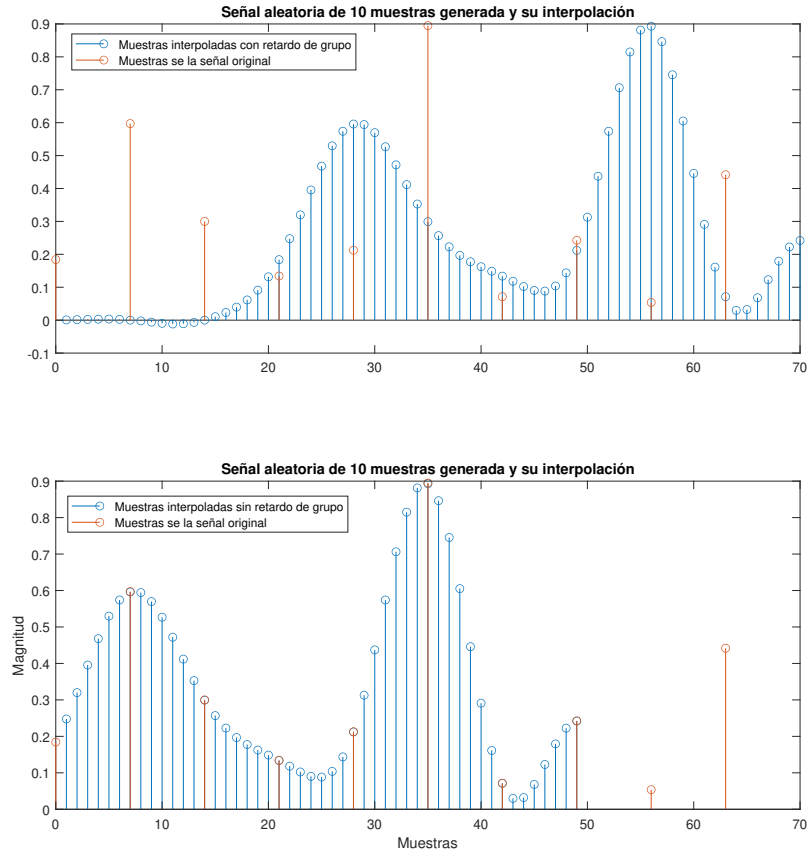 Señal aleatoria de 10 muestras generada y su interpolación
0.9
0.8
0.7
0.6
0.5
0.4
0.3
0.2
0.1
0
-0.1
Muestras interpoladas con retardo de grupo
Muestras se la señal original
0 10 20 30 40 50 60 70
Señal aleatoria de 10 muestras generada y su interpolación
Magnitud
0.9
0.8
0.7
0.6
0.5
0.4
0.3
0.2
0.1
0
Muestras interpoladas sin retardo de grupo
Muestras se la señal original
0 10 20 30 40 50 60 70
Muestras